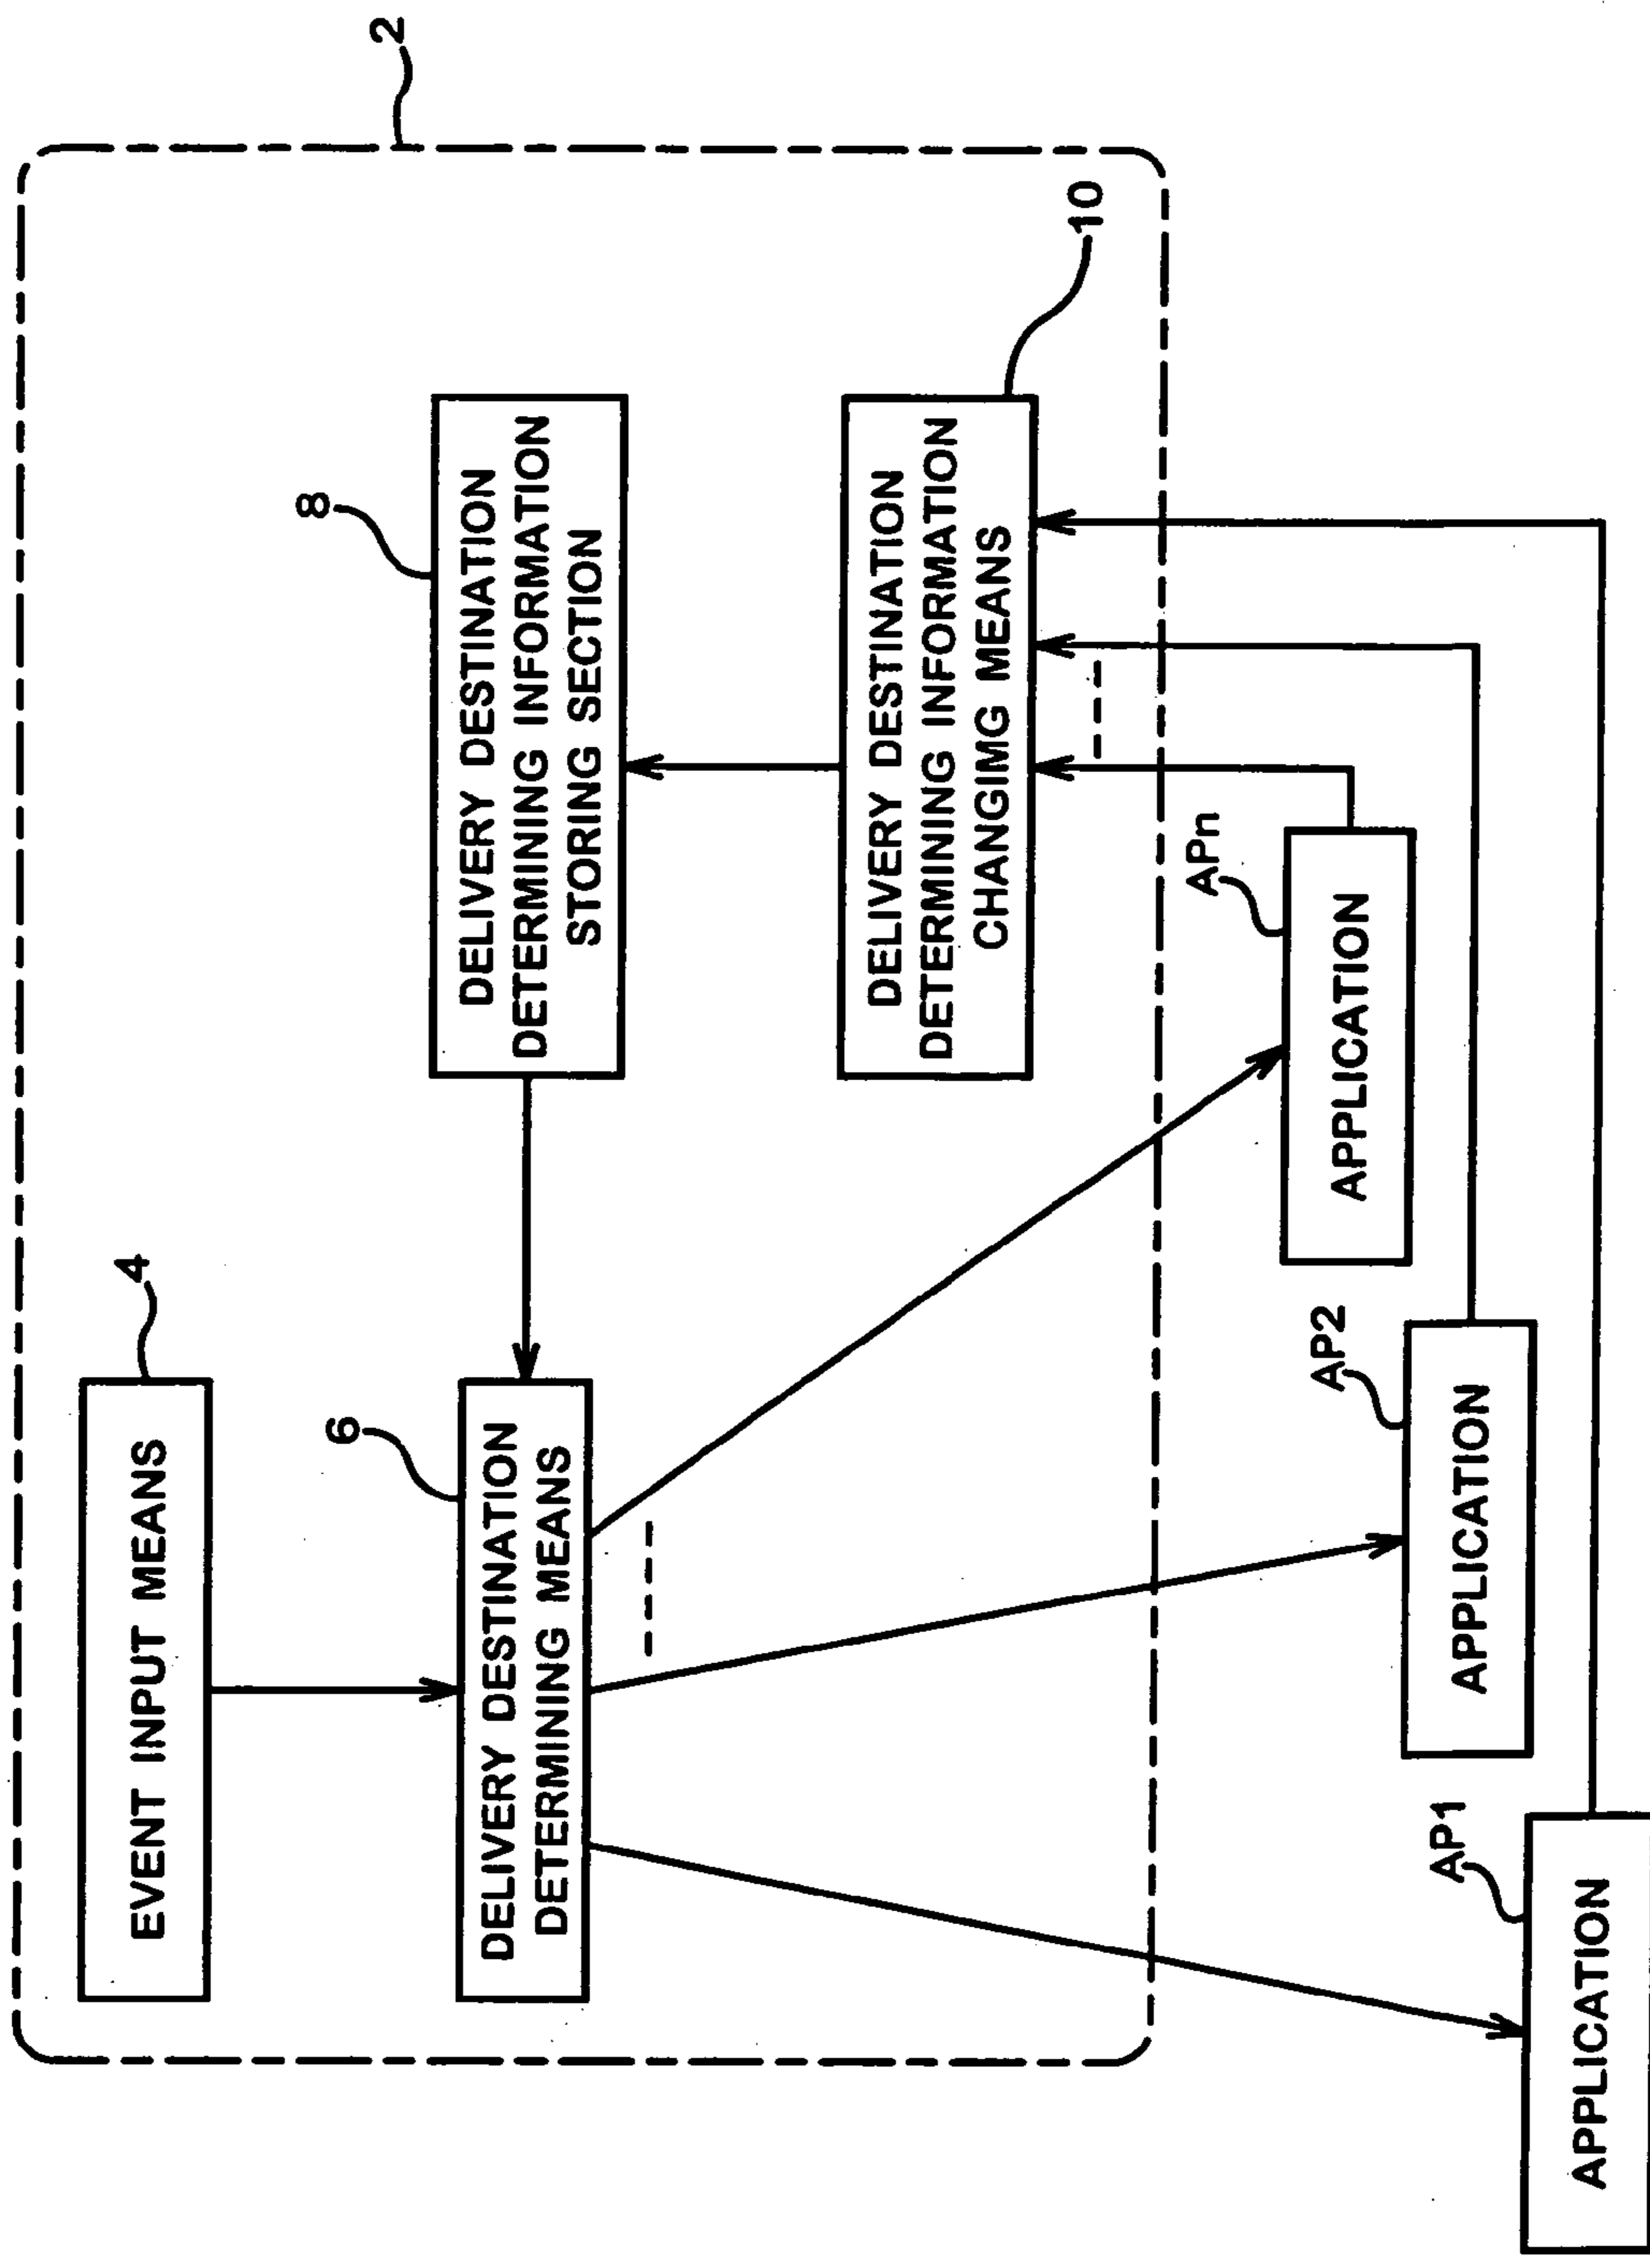 2
4
EVENT INPUT MEANS
6
DELIVERY DESTINATION
DETERMINING MEANS
8
DELIVERY DESTINATION
DETERMINING INFORMATION
STORING SECTION
10
DELIVERY DESTINATION
DETERMINING INFORMATION
CHANGIMG MEANS
AP1
APPLICATION
AP2
APPLICATION
APn
APPLICATION